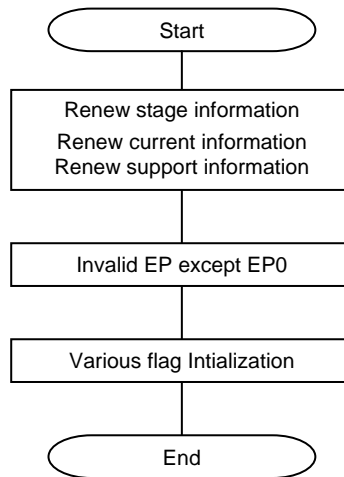 Start
Renew stage information
Renew current information
Renew support information
Invalid EP except EP0
Various flag Intialization
End